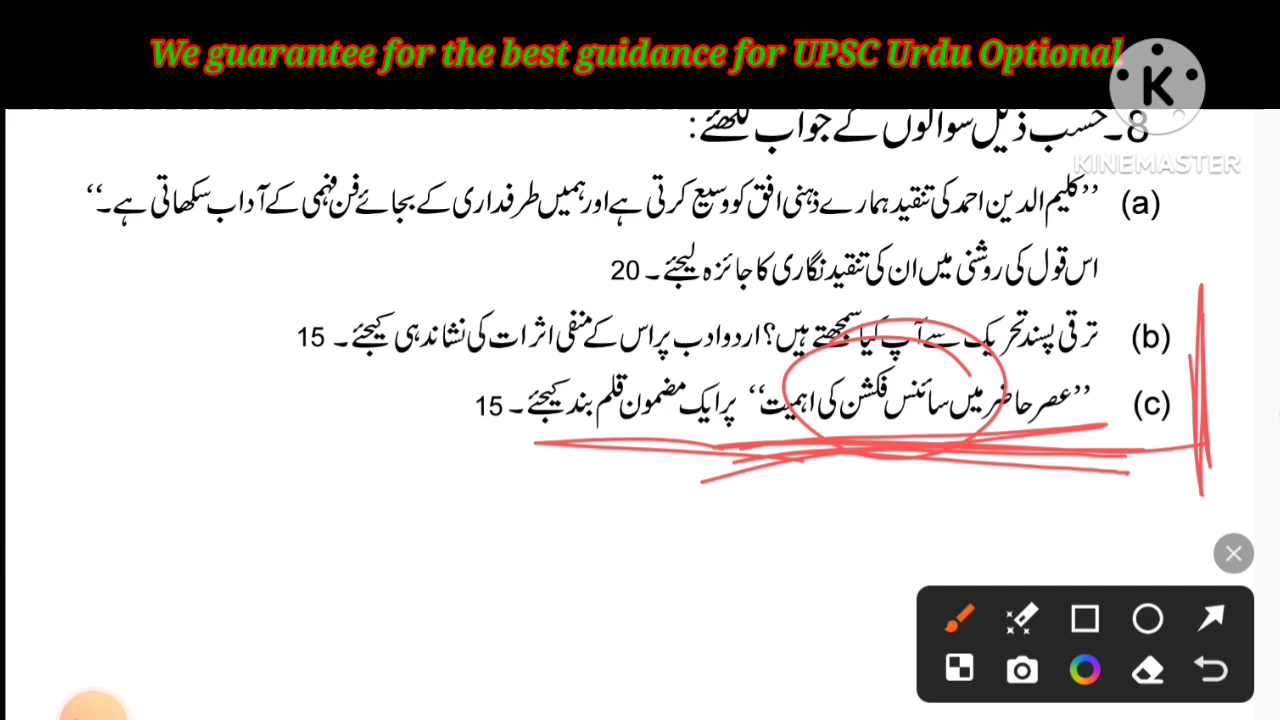 We guarantee for the best guidance for UPSC Urdu Optional
K
KINEMASTER
8۔ حسب ذیل سوالوں کے جواب لکھئے :
(a) ’’کلیم الدین احمد کی تنقید ہمارے ذہنی افق کو وسیع کرتی ہے اور ہمیں طرفداری کے بجائے فن فہمی کے آداب سکھاتی ہے۔‘‘
اس قول کی روشنی میں ان کی تنقید نگاری کا جائزہ لیجئے۔ 20
(b) ترقی پسند تحریک سے آپ کیا سمجھتے ہیں؟ اردو ادب پر اس کے منفی اثرات کی نشاندہی کیجئے۔ 15
(c) ’’عصر حاضر میں سائنس فکشن کی اہمیت‘‘ پر ایک مضمون قلم بند کیجئے۔ 15